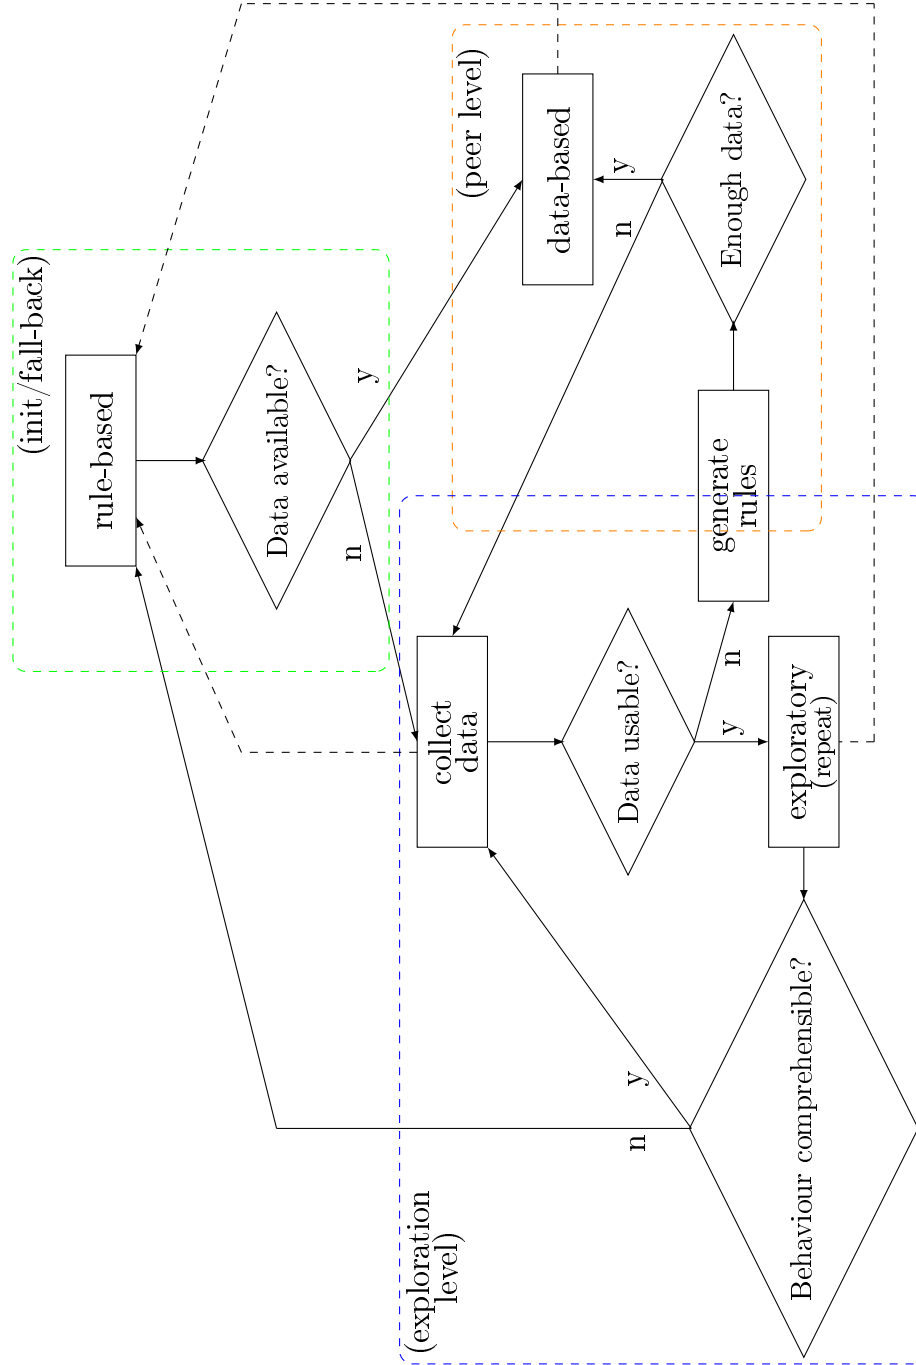 (init/fall-back)
rule-based
Data available?
n
y
(exploration
level)
collect
data
Data usable?
y
n
exploratory
(repeat)
Behaviour comprehensible?
n
y
(peer level)
data-based
y
n
Enough data?
generate
rules